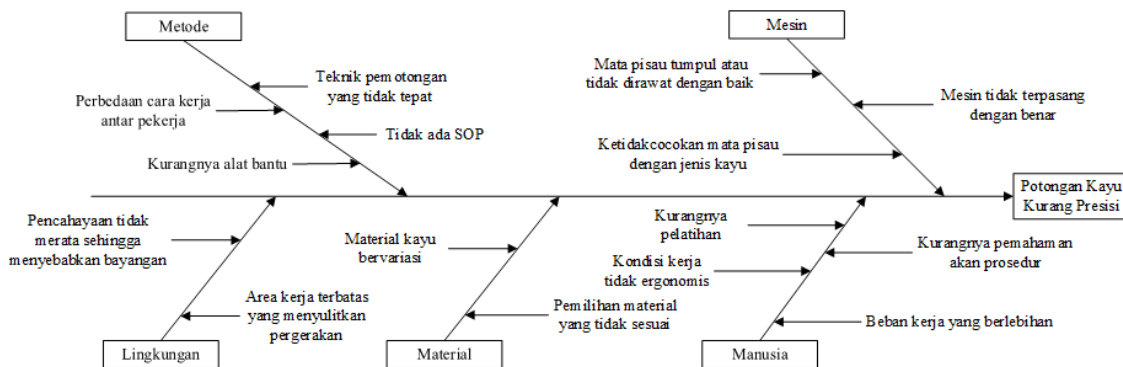 Metode
Mesin
Teknik pemotongan
yang tidak tepat
Perbedaan cara kerja
antar pekerja
Tidak ada SOP
Kurangnya alat bantu
Mata pisau tumpul atau
tidak dirawat dengan baik
Mesin tidak terpasang
dengan benar
Ketidakcocokan mata pisau
dengan jenis kayu
Potongan Kayu
Kurang Presisi
Pencahayaan tidak
merata sehingga
menyebabkan bayangan
Area kerja terbatas
yang menyulitkan
pergerakan
Material kayu
bervariasi
Pemilihan material
yang tidak sesuai
Kurangnya
pelatihan
Kurangnya pemahaman
akan prosedur
Kondisi kerja
tidak ergonomis
Beban kerja yang berlebihan
Lingkungan
Material
Manusia